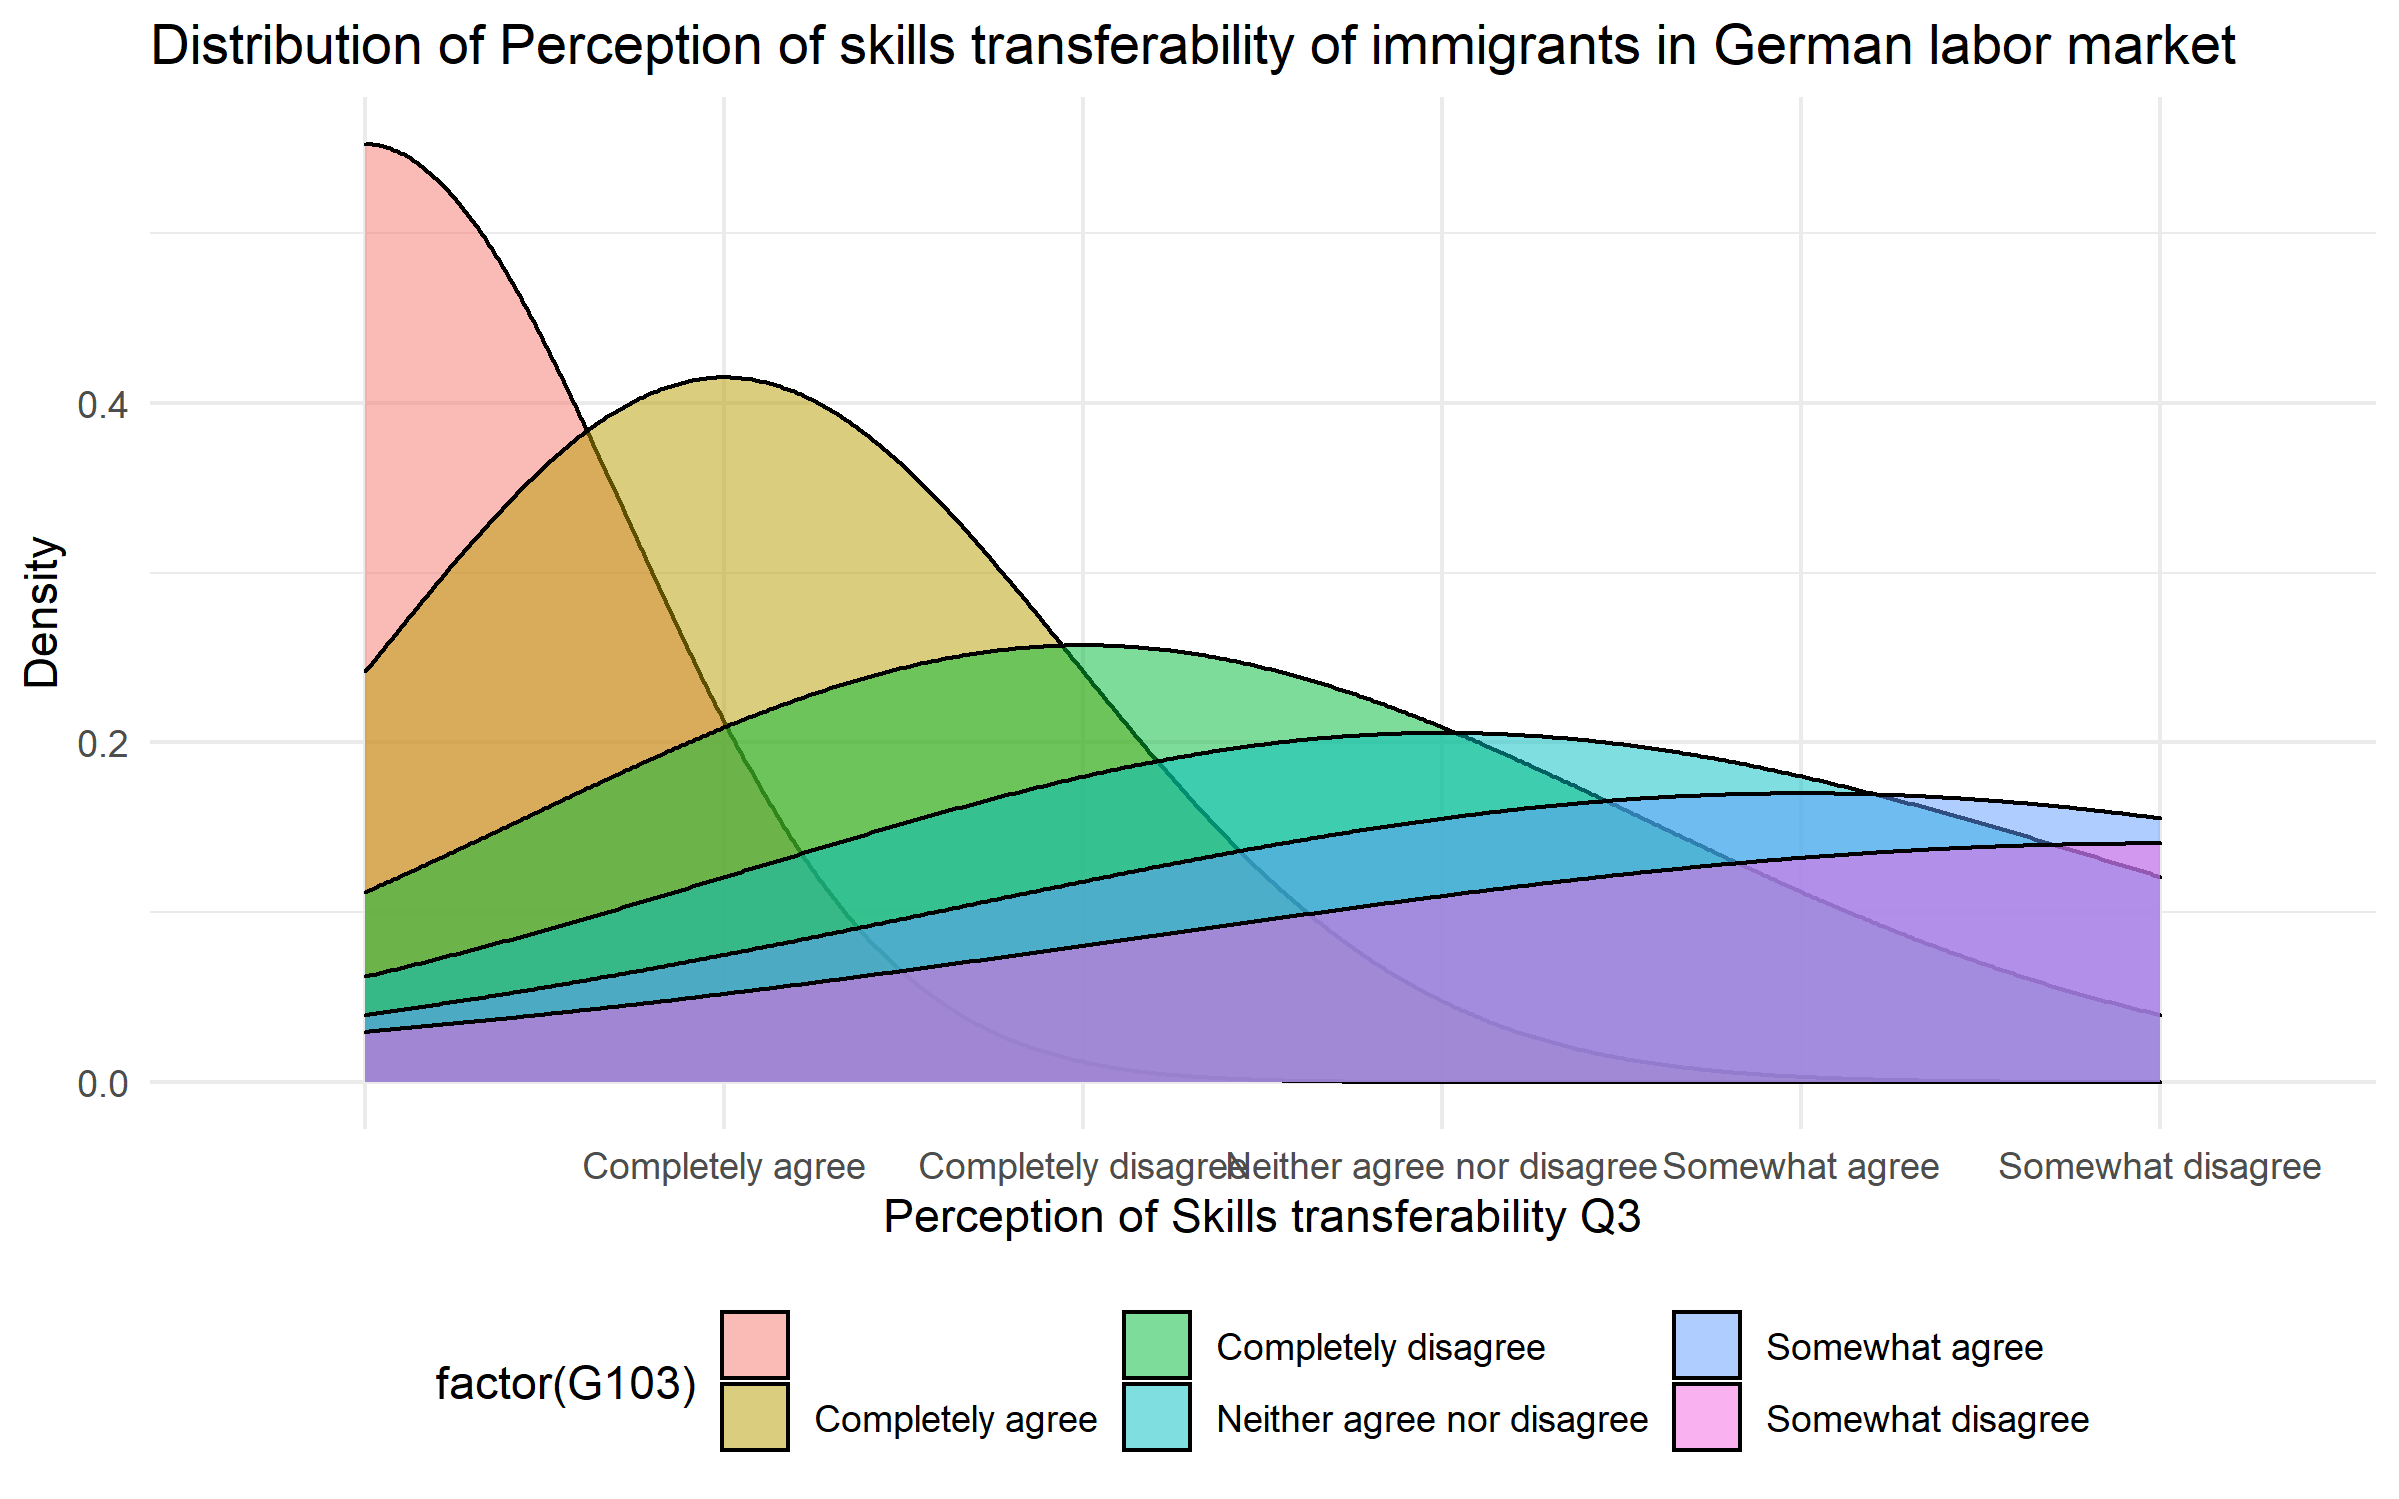 Distribution of Perception of skills transferability of immigrants in German labor market
Density
0.4
0.2
0.0
Completely agree
Completely disagree
Neither agree nor disagree
Somewhat agree
Somewhat disagree
Perception of Skills transferability Q3
factor(G103)
Completely agree
Completely disagree
Neither agree nor disagree
Somewhat agree
Somewhat disagree